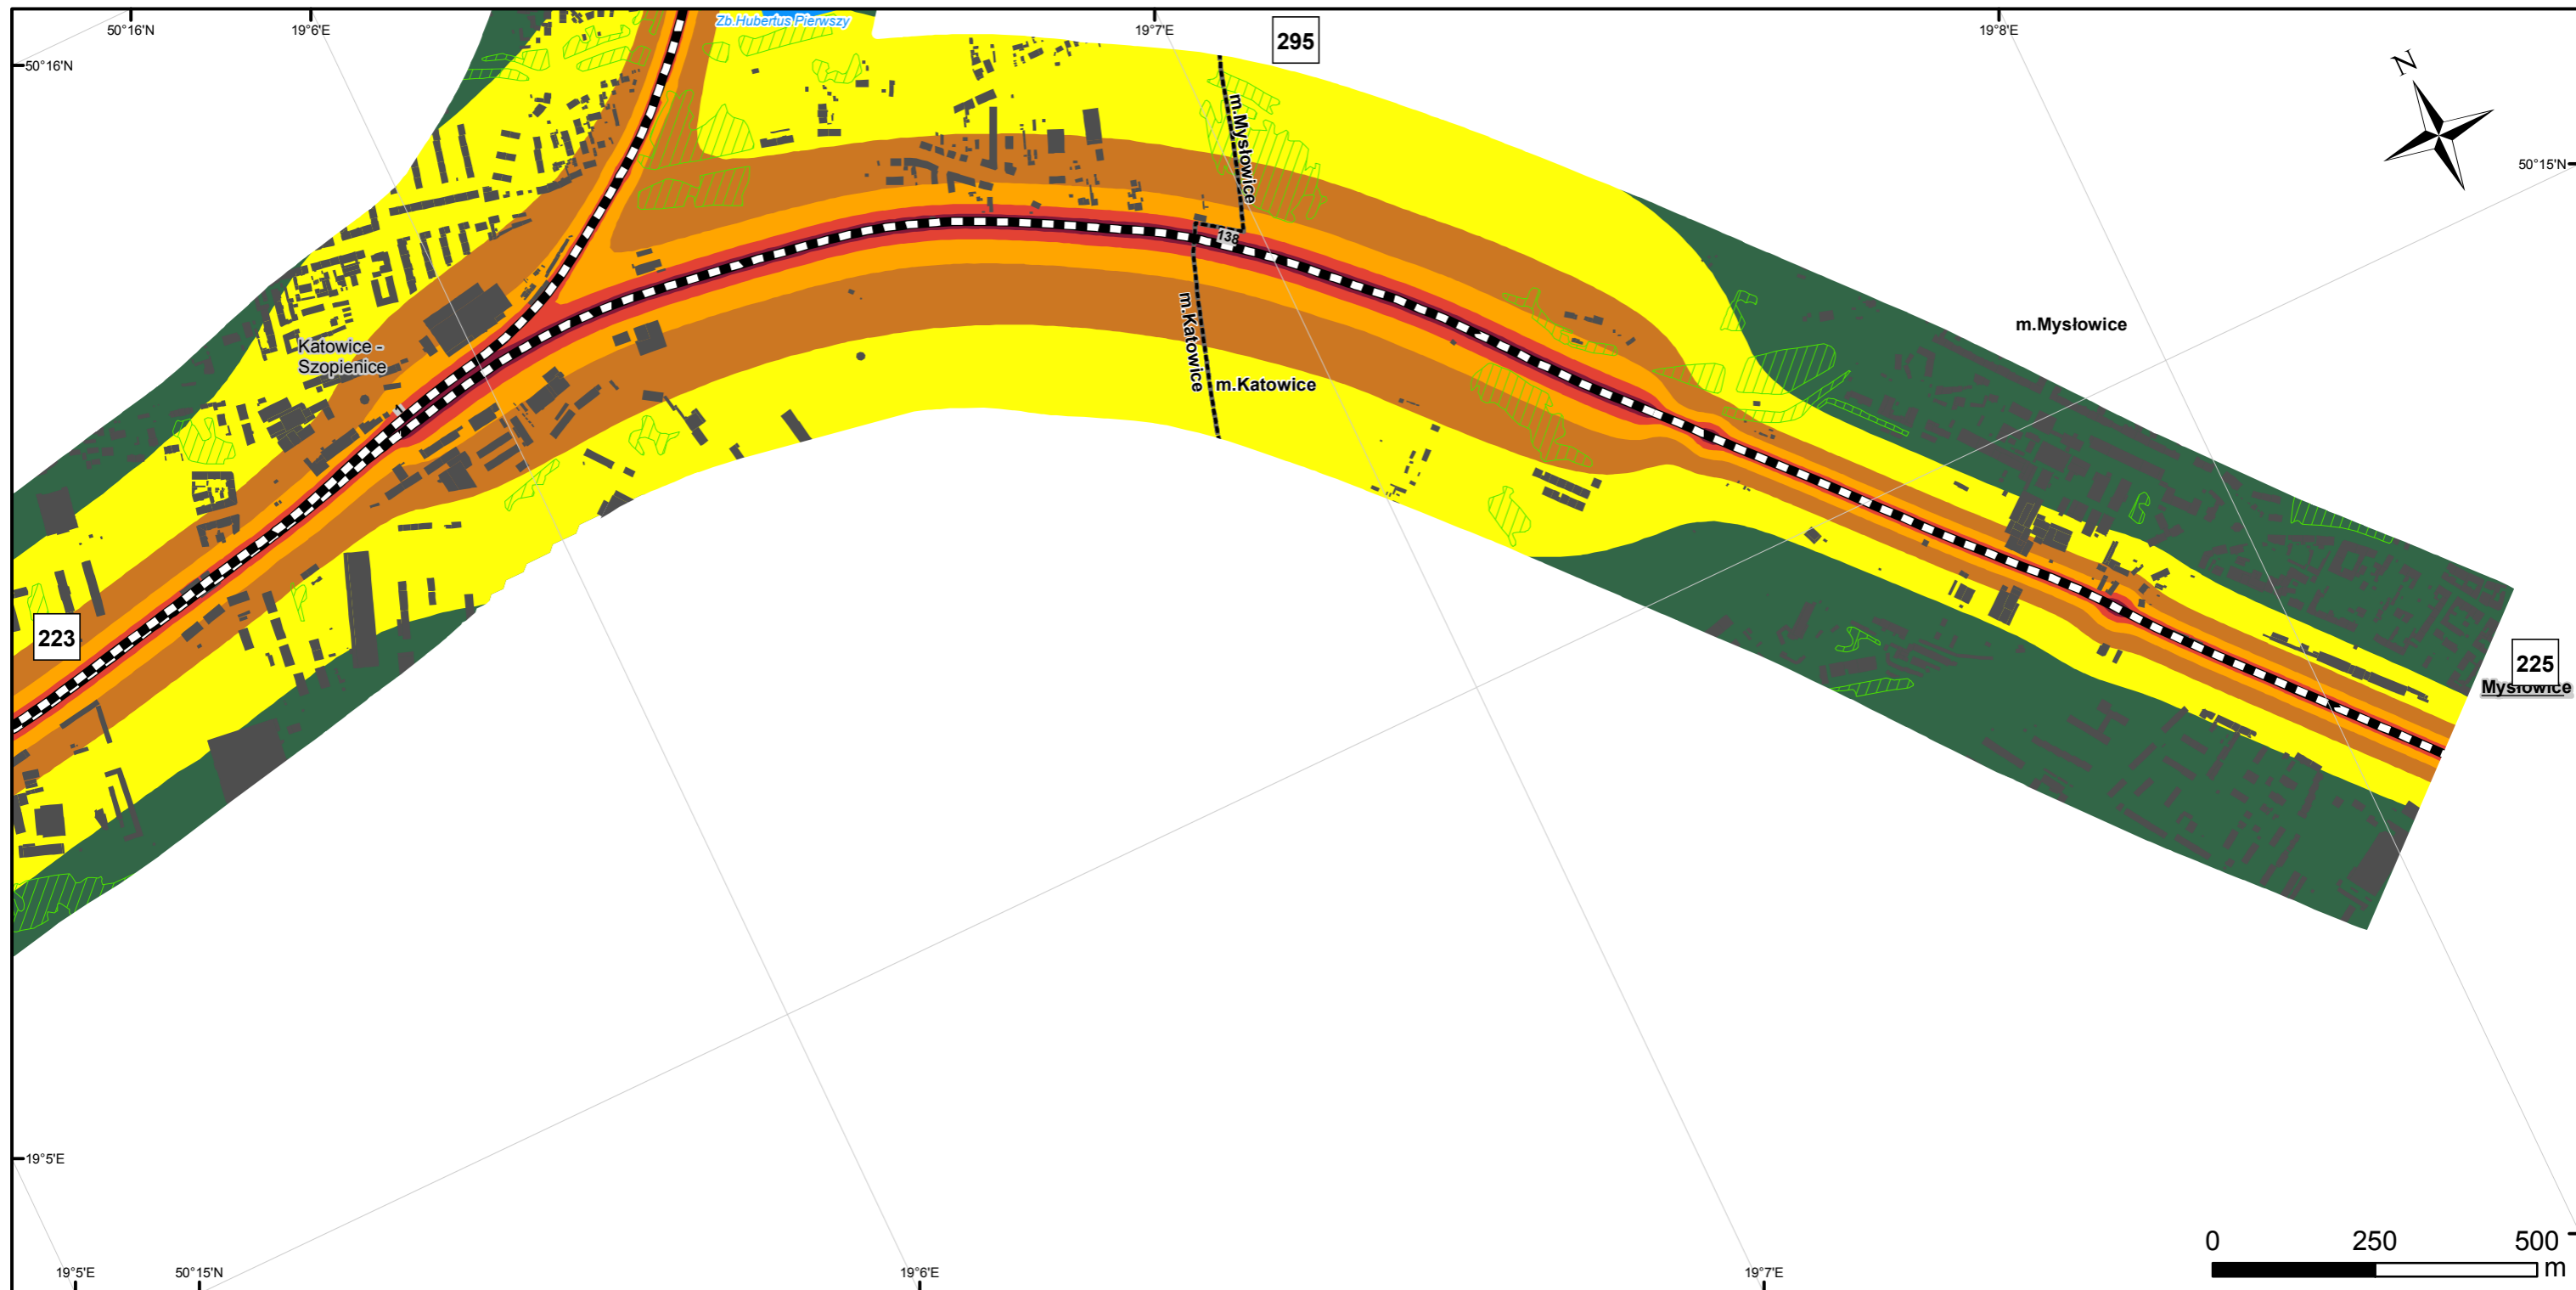 Zb.Hubertus Pierwszy
50°16'N
19°6'E
19°7'E
295
19°8'E
N
50°16'N
50°15'N
m.Mysłowice
138
m.Katowice
m.Mysłowice
Katowice -
Szopienice
m.Katowice
1
223
225
Mysłowice
19°5'E
0 250 500
m
19°5'E
50°15'N
19°6'E
19°7'E